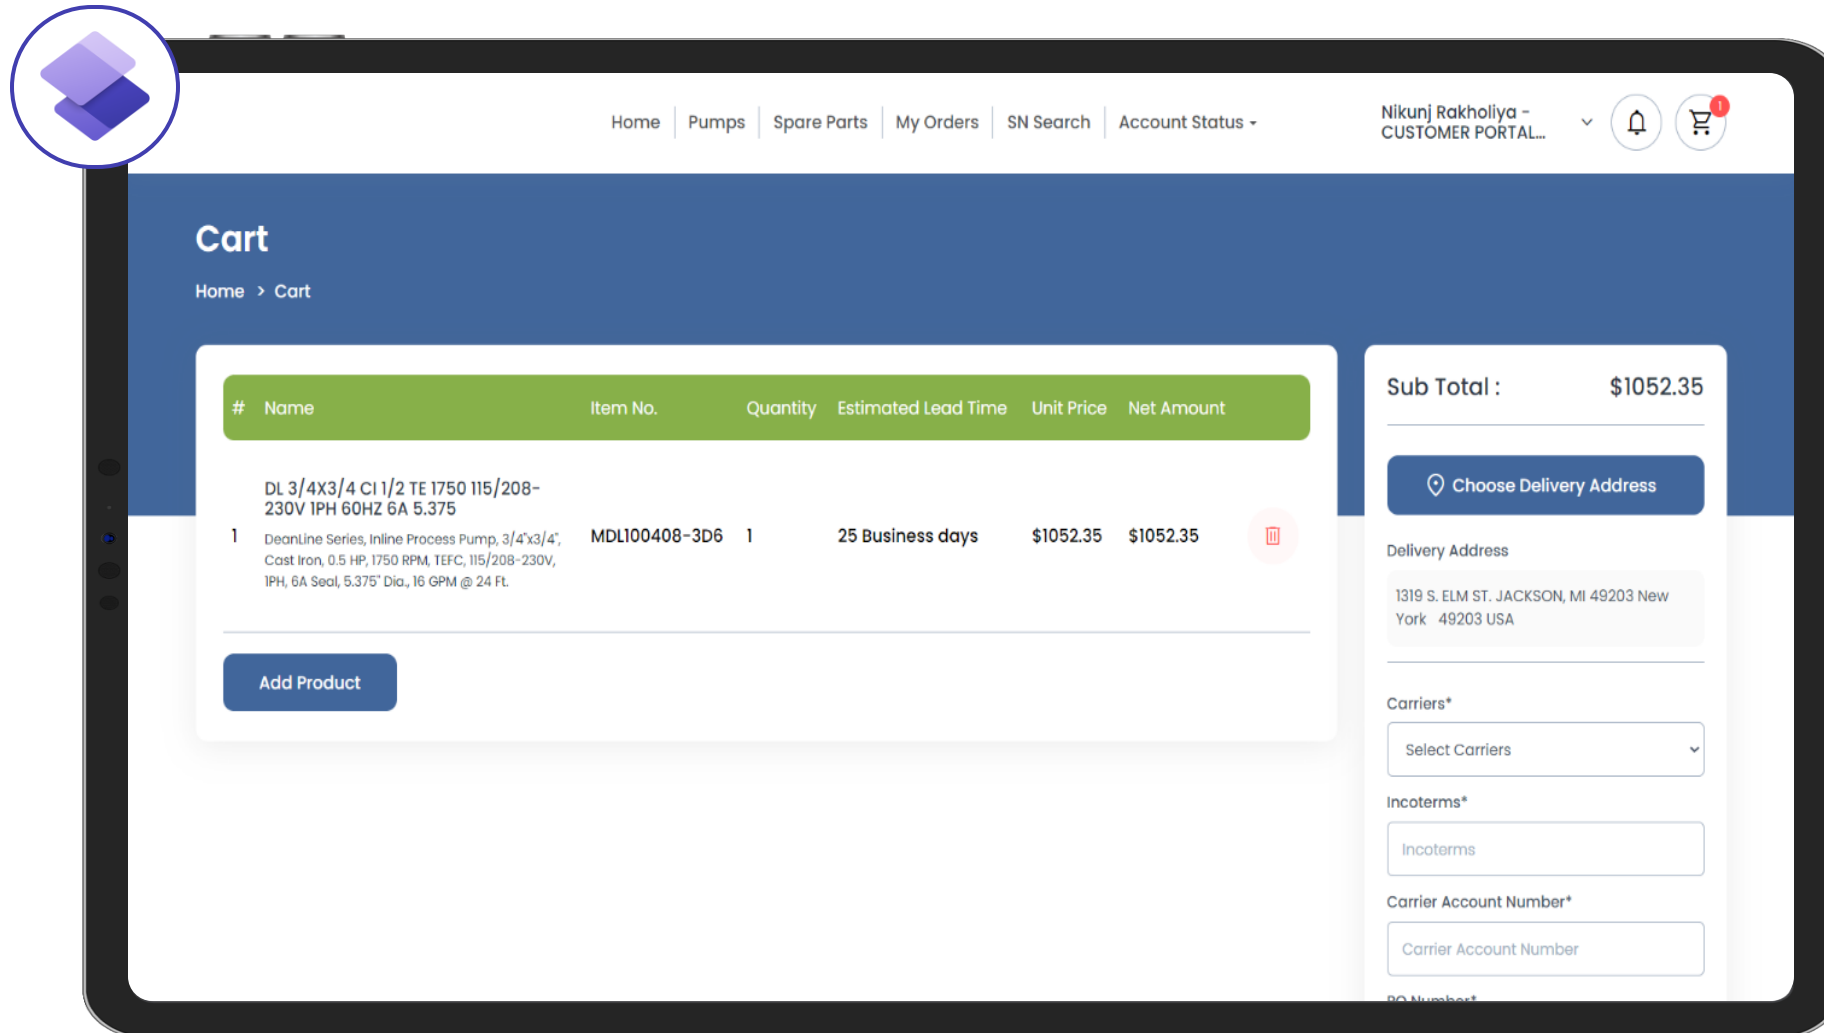 Home Pumps Spare Parts My Orders SN Search Account Status
Nikunj Rakholiya -
CUSTOMER PORTAL...
1
Cart
Home > Cart
# Name Item No. Quantity Estimated Lead Time Unit Price Net Amount
DL 3/4X3/4 CI 1/2 TE 1750 115/208-
230V 1PH 60HZ 6A 5.375
1 MDL100408-3D6 1 25 Business days $1052.35 $1052.35
DeanLine Series, Inline Process Pump, 3/4"x3/4",
Cast Iron, 0.5 HP, 1750 RPM, TEFC, 115/208-230V,
1PH, 6A Seal, 5.375" Dia., 16 GPM @ 24 Ft.
Add Product
Sub Total : $1052.35
Choose Delivery Address
Delivery Address
1319 S. ELM ST. JACKSON, MI 49203 New
York 49203 USA
Carriers*
Select Carriers
Incoterms*
Incoterms
Carrier Account Number*
Carrier Account Number
PO Number*